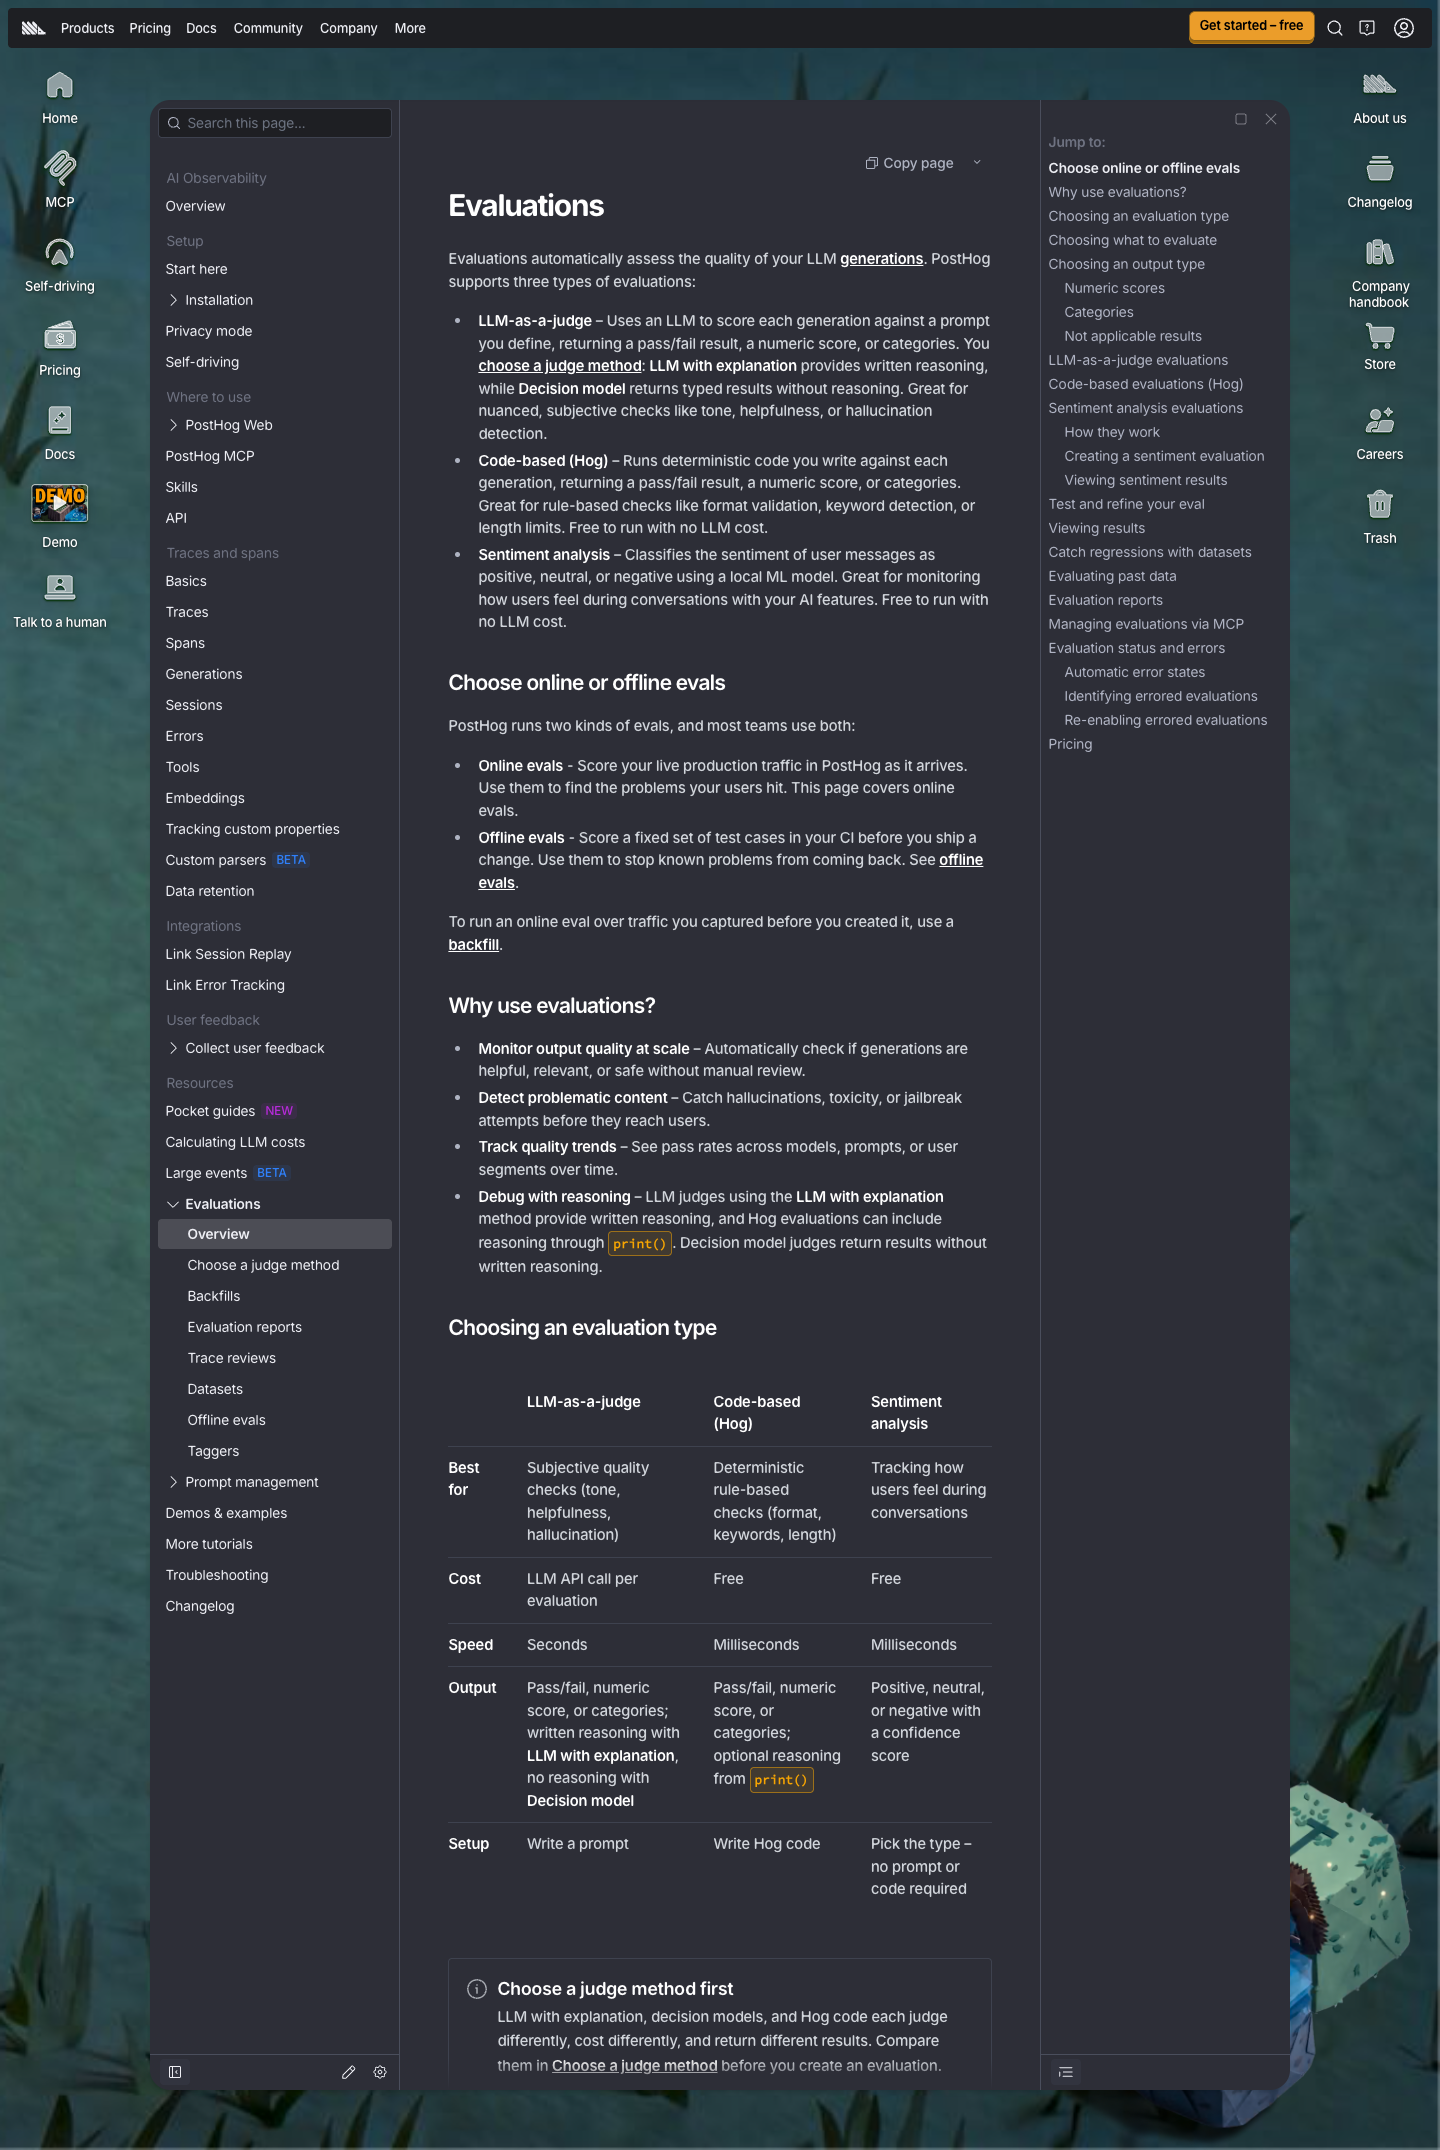 Products Pricing Docs Community Company More
Get started – free
Home
MCP
Self-driving
Pricing
Docs
DEMO
Demo
Talk to a human
Search this page...
AI Observability
Overview
Setup
Start here
Installation
Privacy mode
Self-driving
Where to use
PostHog Web
PostHog MCP
Skills
API
Traces and spans
Basics
Traces
Spans
Generations
Sessions
Errors
Tools
Embeddings
Tracking custom properties
Custom parsers BETA
Data retention
Integrations
Link Session Replay
Link Error Tracking
User feedback
Collect user feedback
Resources
Pocket guides NEW
Calculating LLM costs
Large events BETA
Evaluations
Overview
Choose a judge method
Backfills
Evaluation reports
Trace reviews
Datasets
Offline evals
Taggers
Prompt management
Demos & examples
More tutorials
Troubleshooting
Changelog
Copy page
Evaluations
Evaluations automatically assess the quality of your LLM generations. PostHog
supports three types of evaluations:
• LLM-as-a-judge – Uses an LLM to score each generation against a prompt
you define, returning a pass/fail result, a numeric score, or categories. You
choose a judge method: LLM with explanation provides written reasoning,
while Decision model returns typed results without reasoning. Great for
nuanced, subjective checks like tone, helpfulness, or hallucination
detection.
• Code-based (Hog) – Runs deterministic code you write against each
generation, returning a pass/fail result, a numeric score, or categories.
Great for rule-based checks like format validation, keyword detection, or
length limits. Free to run with no LLM cost.
• Sentiment analysis – Classifies the sentiment of user messages as
positive, neutral, or negative using a local ML model. Great for monitoring
how users feel during conversations with your AI features. Free to run with
no LLM cost.
Choose online or offline evals
PostHog runs two kinds of evals, and most teams use both:
• Online evals - Score your live production traffic in PostHog as it arrives.
Use them to find the problems your users hit. This page covers online
evals.
• Offline evals - Score a fixed set of test cases in your CI before you ship a
change. Use them to stop known problems from coming back. See offline
evals.
To run an online eval over traffic you captured before you created it, use a
backfill.
Why use evaluations?
• Monitor output quality at scale – Automatically check if generations are
helpful, relevant, or safe without manual review.
• Detect problematic content – Catch hallucinations, toxicity, or jailbreak
attempts before they reach users.
• Track quality trends – See pass rates across models, prompts, or user
segments over time.
• Debug with reasoning – LLM judges using the LLM with explanation
method provide written reasoning, and Hog evaluations can include
reasoning through print(). Decision model judges return results without
written reasoning.
Choosing an evaluation type
LLM-as-a-judge Code-based Sentiment
(Hog) analysis
Best Subjective quality Deterministic Tracking how
for checks (tone, rule-based users feel during
helpfulness, checks (format, conversations
hallucination) keywords, length)
Cost LLM API call per Free Free
evaluation
Speed Seconds Milliseconds Milliseconds
Output Pass/fail, numeric Pass/fail, numeric Positive, neutral,
score, or categories; score, or or negative with
written reasoning with categories; a confidence
LLM with explanation, optional reasoning score
no reasoning with from print()
Decision model
Setup Write a prompt Write Hog code Pick the type –
no prompt or
code required
Choose a judge method first
LLM with explanation, decision models, and Hog code each judge
differently, cost differently, and return different results. Compare
them in Choose a judge method before you create an evaluation.
Jump to:
Choose online or offline evals
Why use evaluations?
Choosing an evaluation type
Choosing what to evaluate
Choosing an output type
Numeric scores
Categories
Not applicable results
LLM-as-a-judge evaluations
Code-based evaluations (Hog)
Sentiment analysis evaluations
How they work
Creating a sentiment evaluation
Viewing sentiment results
Test and refine your eval
Viewing results
Catch regressions with datasets
Evaluating past data
Evaluation reports
Managing evaluations via MCP
Evaluation status and errors
Automatic error states
Identifying errored evaluations
Re-enabling errored evaluations
Pricing
About us
Changelog
Company
handbook
Store
Careers
Trash